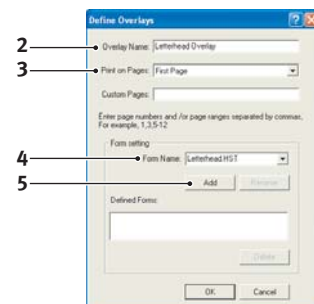 Define Overlays
2 Overlay Name: Letterhead Overlay
3 Print on Pages: First Page
Custom Pages:
Enter page numbers and /or page ranges separated by commas,
For example, 1,3,5-12
Form setting
4 Form Name: Letterhead.HST
5 Add Rename
Defined Forms:
Delete
OK Cancel